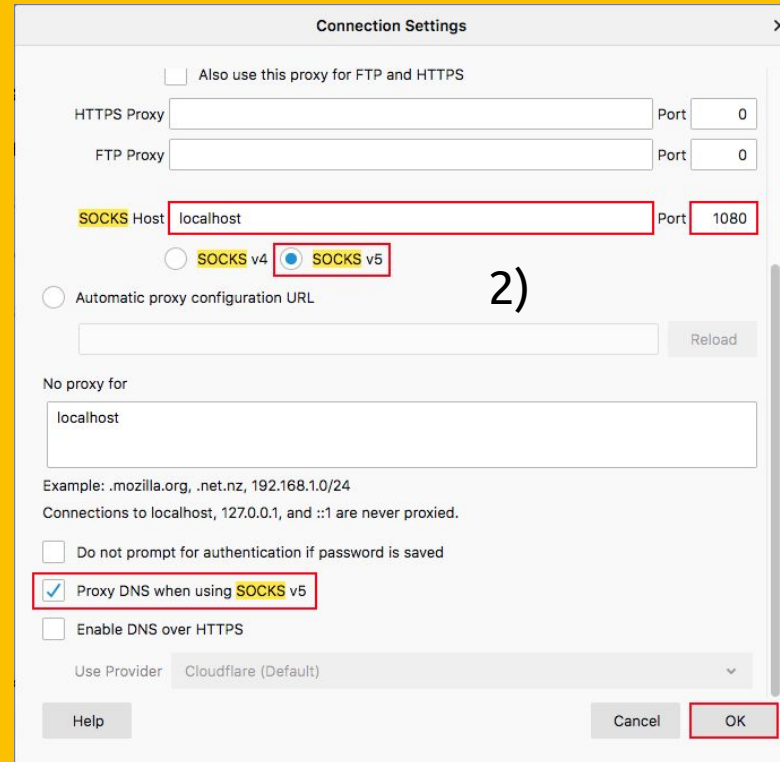 Connection Settings
Also use this proxy for FTP and HTTPS
HTTPS Proxy Port 0
FTP Proxy Port 0
SOCKS Host localhost Port 1080
SOCKS v4 SOCKS v5
2)
Automatic proxy configuration URL
Reload
No proxy for
localhost
Example: .mozilla.org, .net.nz, 192.168.1.0/24
Connections to localhost, 127.0.0.1, and ::1 are never proxied.
Do not prompt for authentication if password is saved
Proxy DNS when using SOCKS v5
Enable DNS over HTTPS
Use Provider Cloudflare (Default)
Help Cancel OK